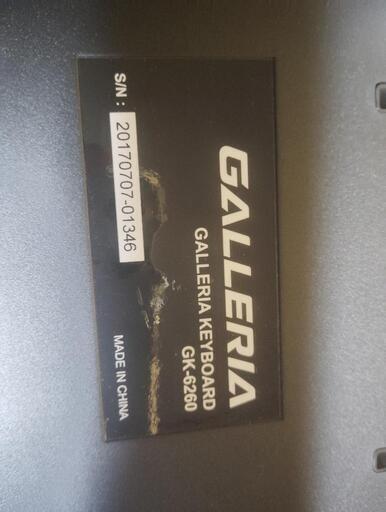 GALLERIA
GALLERIA KEYBOARD
GK-6260
S/N : 20170707-01346
MADE IN CHINA